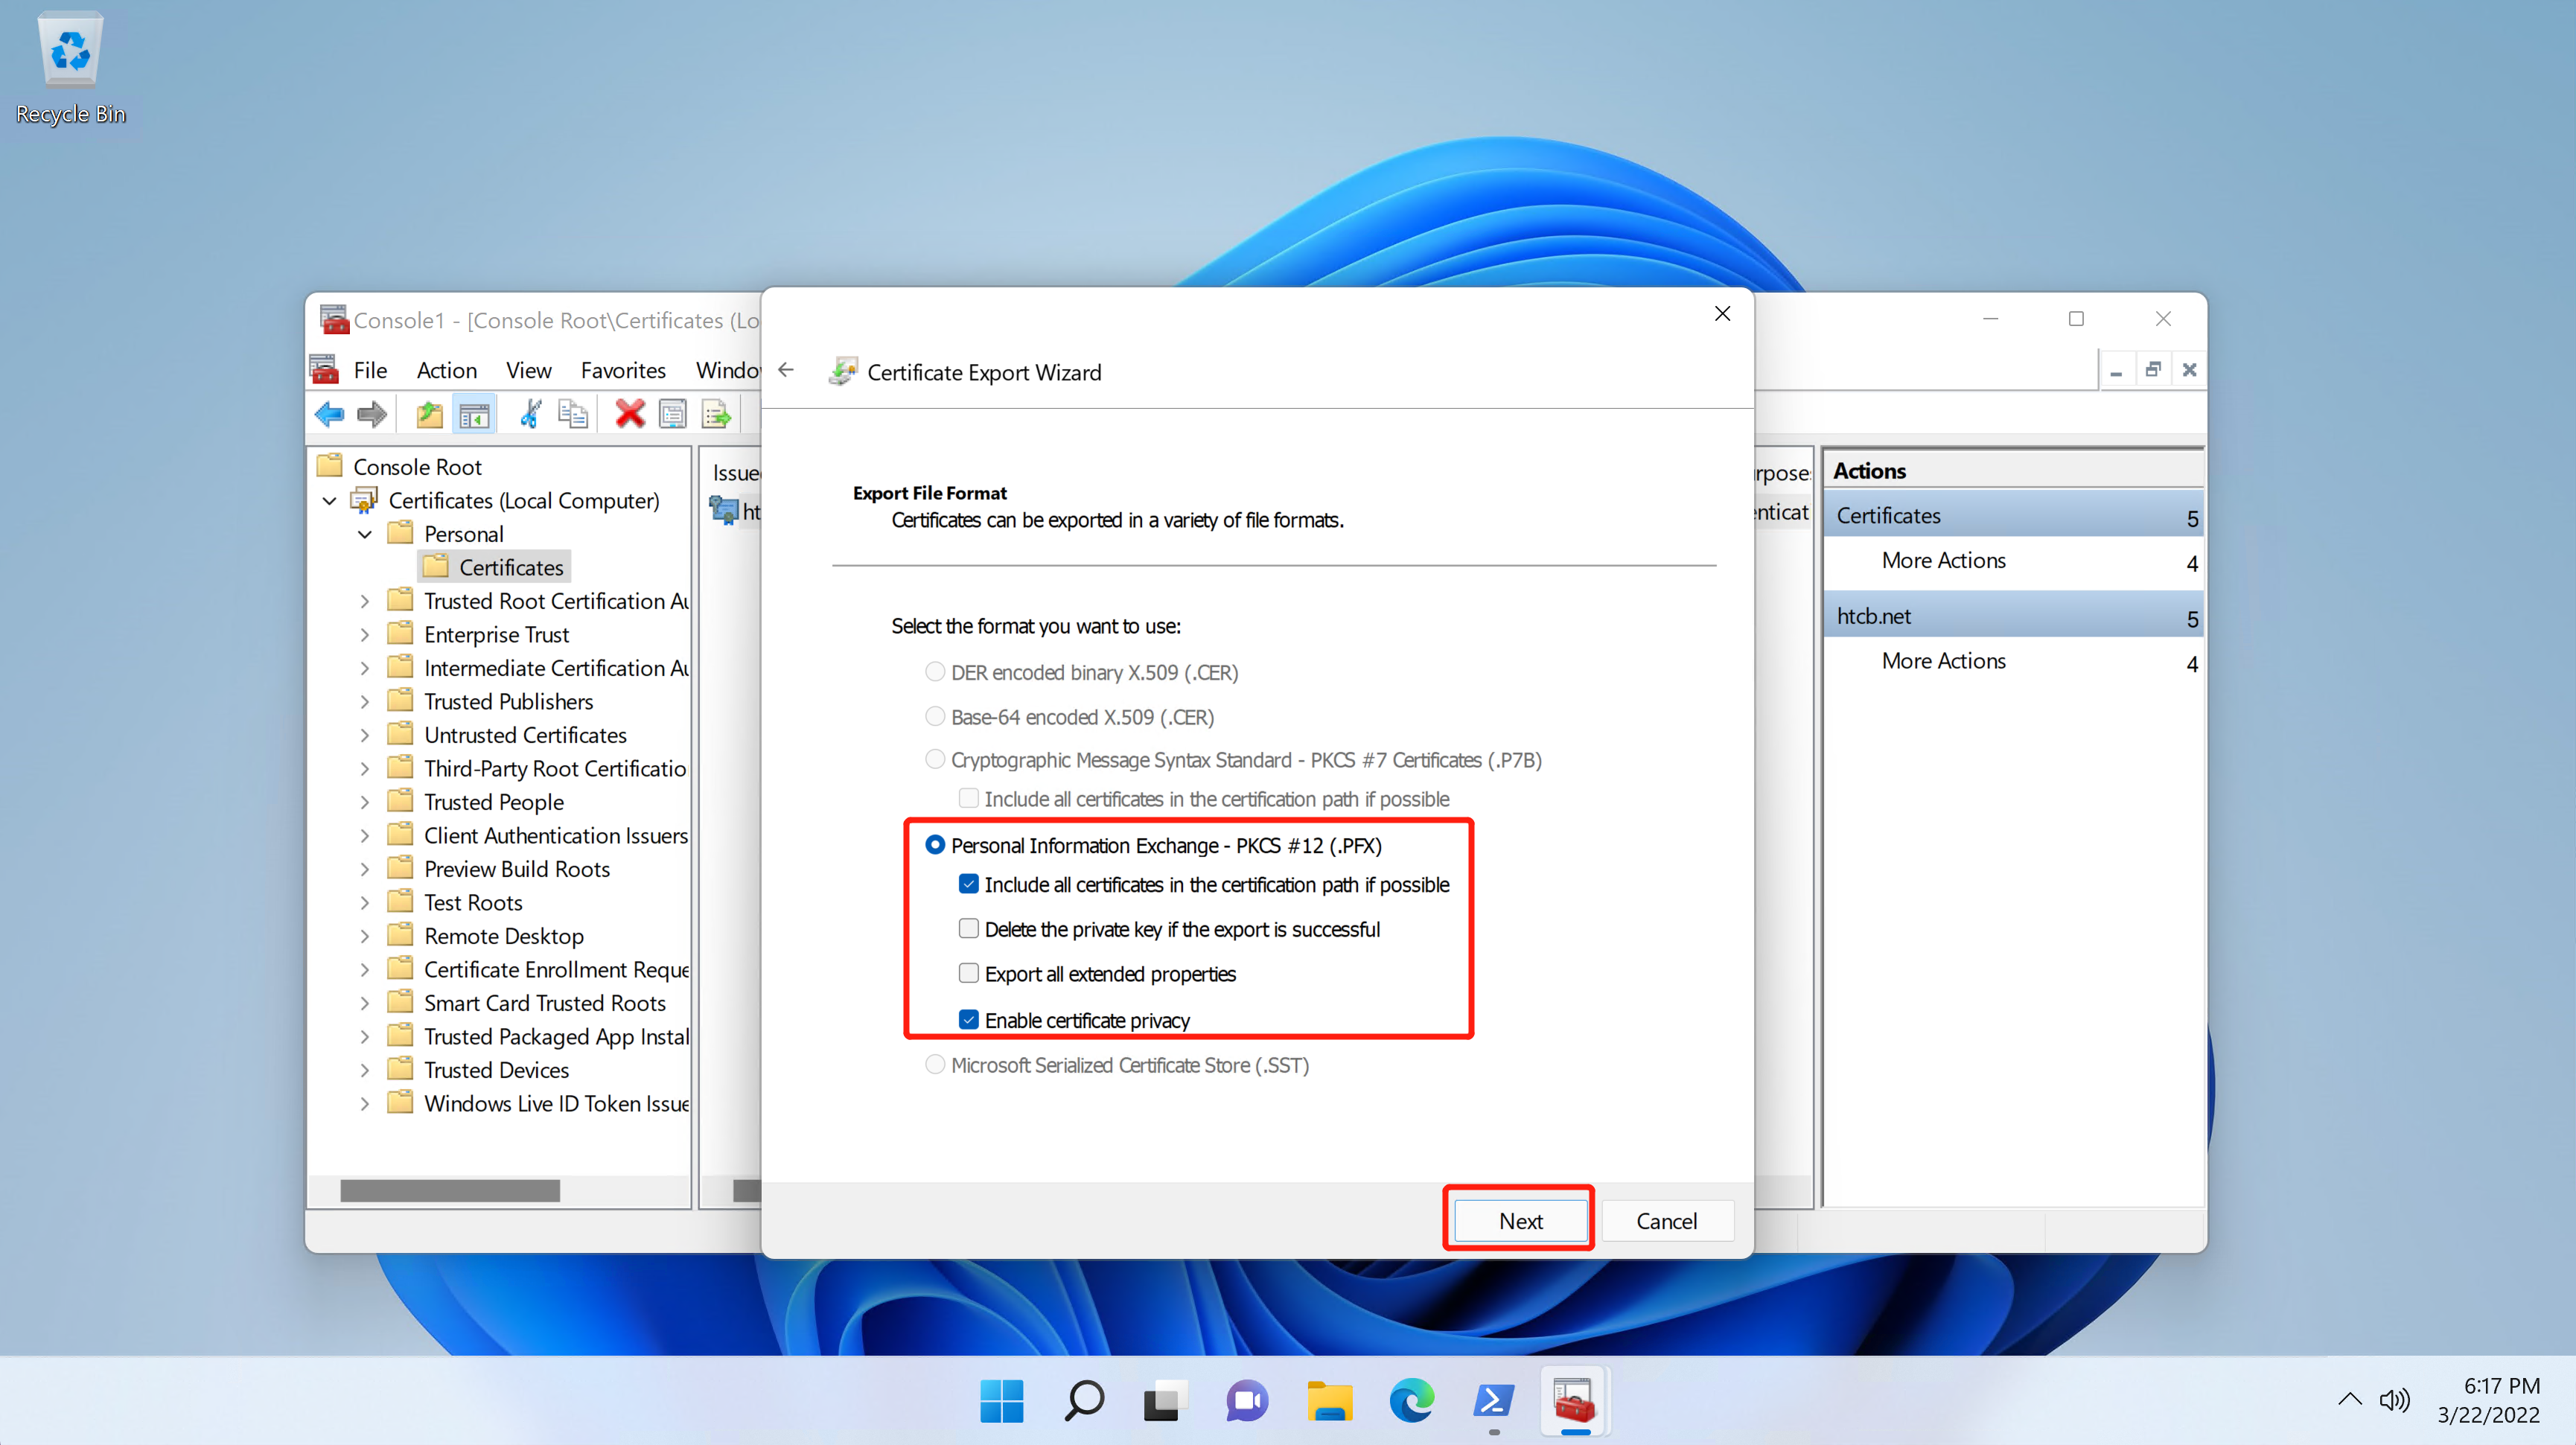 Recycle Bin
Console1 - [Console Root\Certificates (Lo
File Action View Favorites Windo
Console Root
Certificates (Local Computer)
Personal
Certificates
Trusted Root Certification Au
Enterprise Trust
Intermediate Certification Au
Trusted Publishers
Untrusted Certificates
Third-Party Root Certificatio
Trusted People
Client Authentication Issuers
Preview Build Roots
Test Roots
Remote Desktop
Certificate Enrollment Reque
Smart Card Trusted Roots
Trusted Packaged App Instal
Trusted Devices
Windows Live ID Token Issue
Issue
ht
Certificate Export Wizard
Export File Format
Certificates can be exported in a variety of file formats.
Select the format you want to use:
DER encoded binary X.509 (.CER)
Base-64 encoded X.509 (.CER)
Cryptographic Message Syntax Standard - PKCS #7 Certificates (.P7B)
Include all certificates in the certification path if possible
Personal Information Exchange - PKCS #12 (.PFX)
Include all certificates in the certification path if possible
Delete the private key if the export is successful
Export all extended properties
Enable certificate privacy
Microsoft Serialized Certificate Store (.SST)
Next
Cancel
rpose
nticat
Actions
Certificates 5
More Actions 4
htcb.net 5
More Actions 4
6:17 PM
3/22/2022